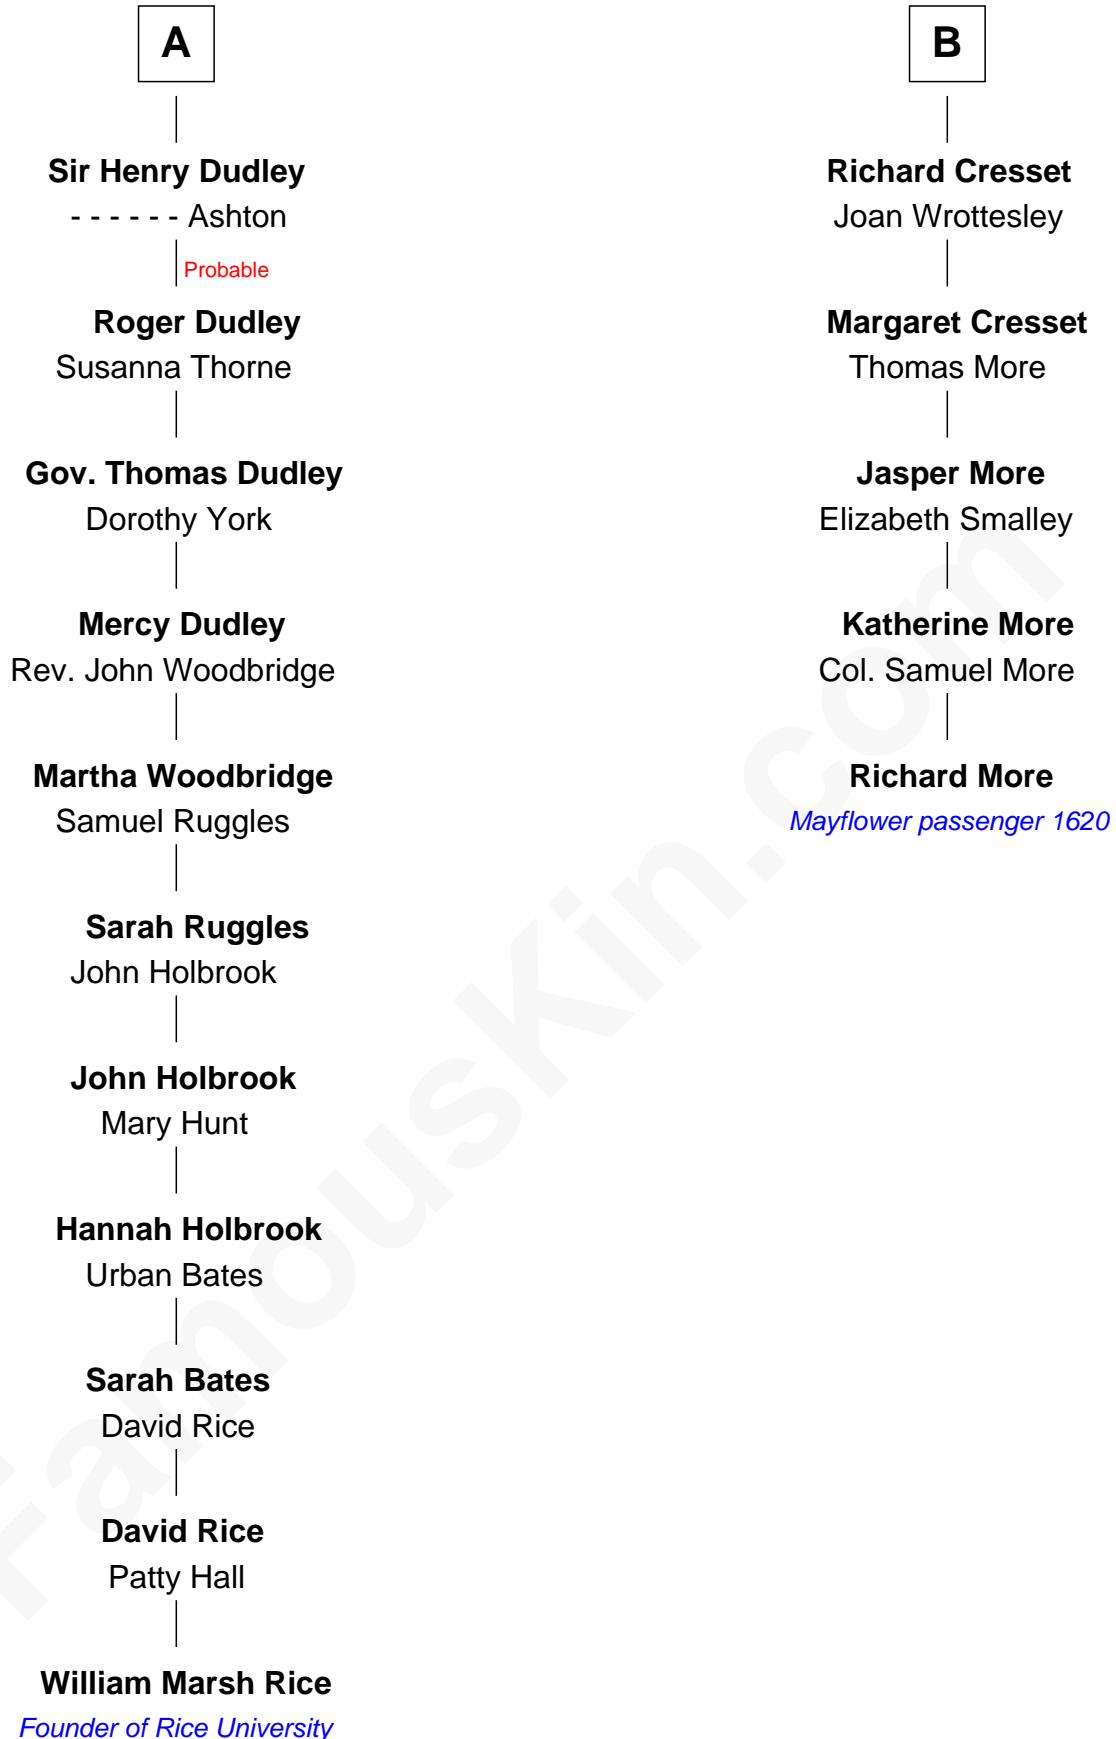 A
Sir Henry Dudley
- - - - - - Ashton
Probable
Roger Dudley
Susanna Thorne
Gov. Thomas Dudley
Dorothy York
Mercy Dudley
Rev. John Woodbridge
Martha Woodbridge
Samuel Ruggles
Sarah Ruggles
John Holbrook
John Holbrook
Mary Hunt
Hannah Holbrook
Urban Bates
Sarah Bates
David Rice
David Rice
Patty Hall
William Marsh Rice
Founder of Rice University
B
Richard Cresset
Joan Wrottesley
Margaret Cresset
Thomas More
Jasper More
Elizabeth Smalley
Katherine More
Col. Samuel More
Richard More
Mayflower passenger 1620
FamousKin.com